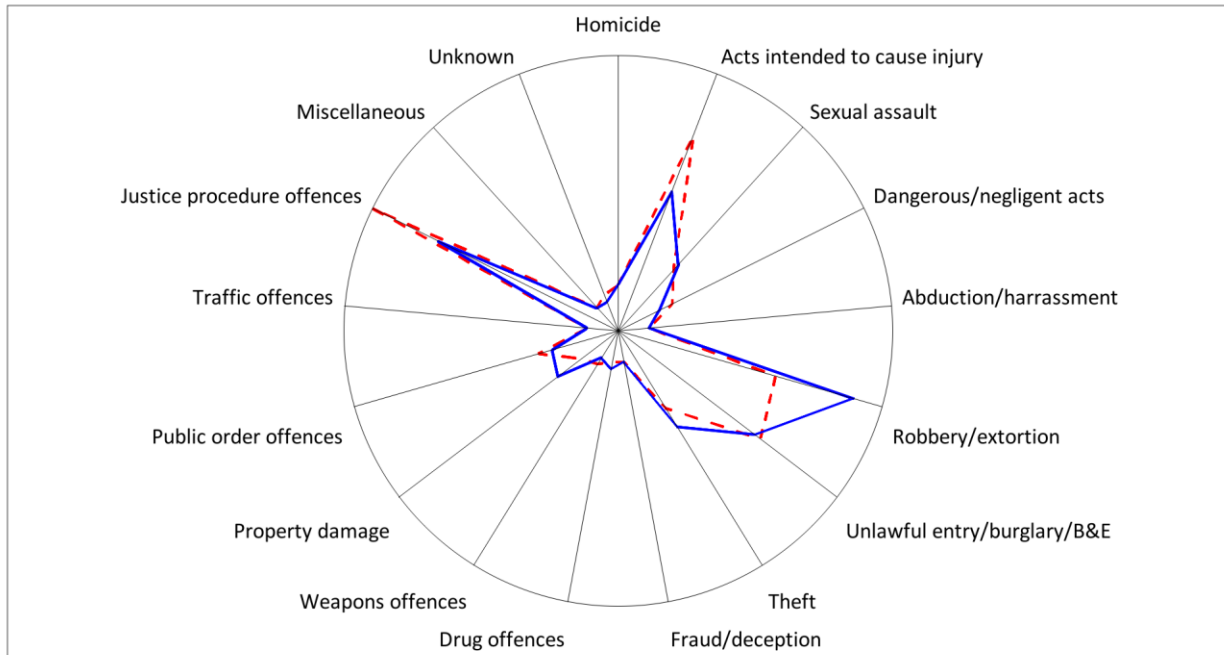 Homicide
Acts intended to cause injury
Sexual assault
Dangerous/negligent acts
Abduction/harrassment
Robbery/extortion
Unlawful entry/burglary/B&E
Theft
Fraud/deception
Drug offences
Weapons offences
Property damage
Public order offences
Traffic offences
Justice procedure offences
Miscellaneous
Unknown